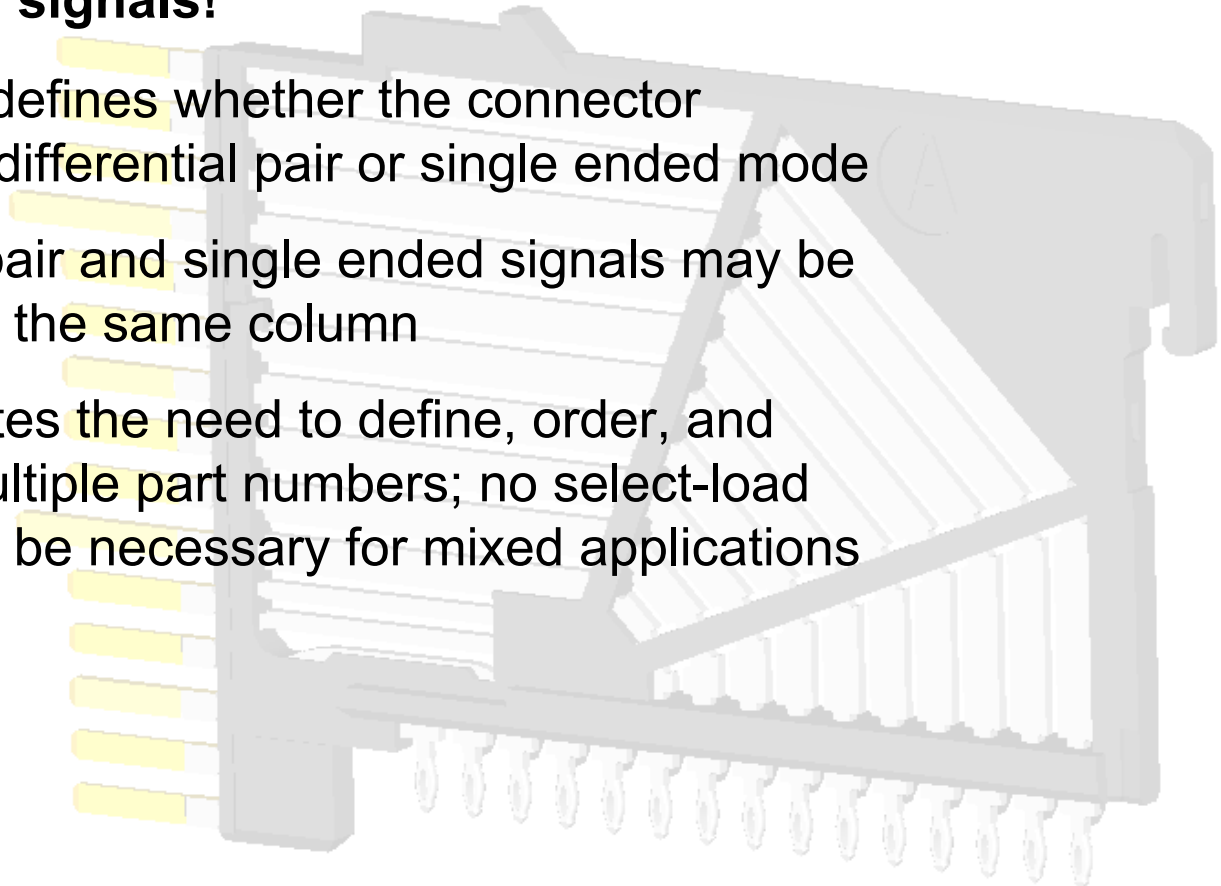 signals!
defines whether the connector
differential pair or single ended mode
pair and single ended signals may be
the same column
tes the need to define, order, and
ultiple part numbers; no select-load
be necessary for mixed applications
A